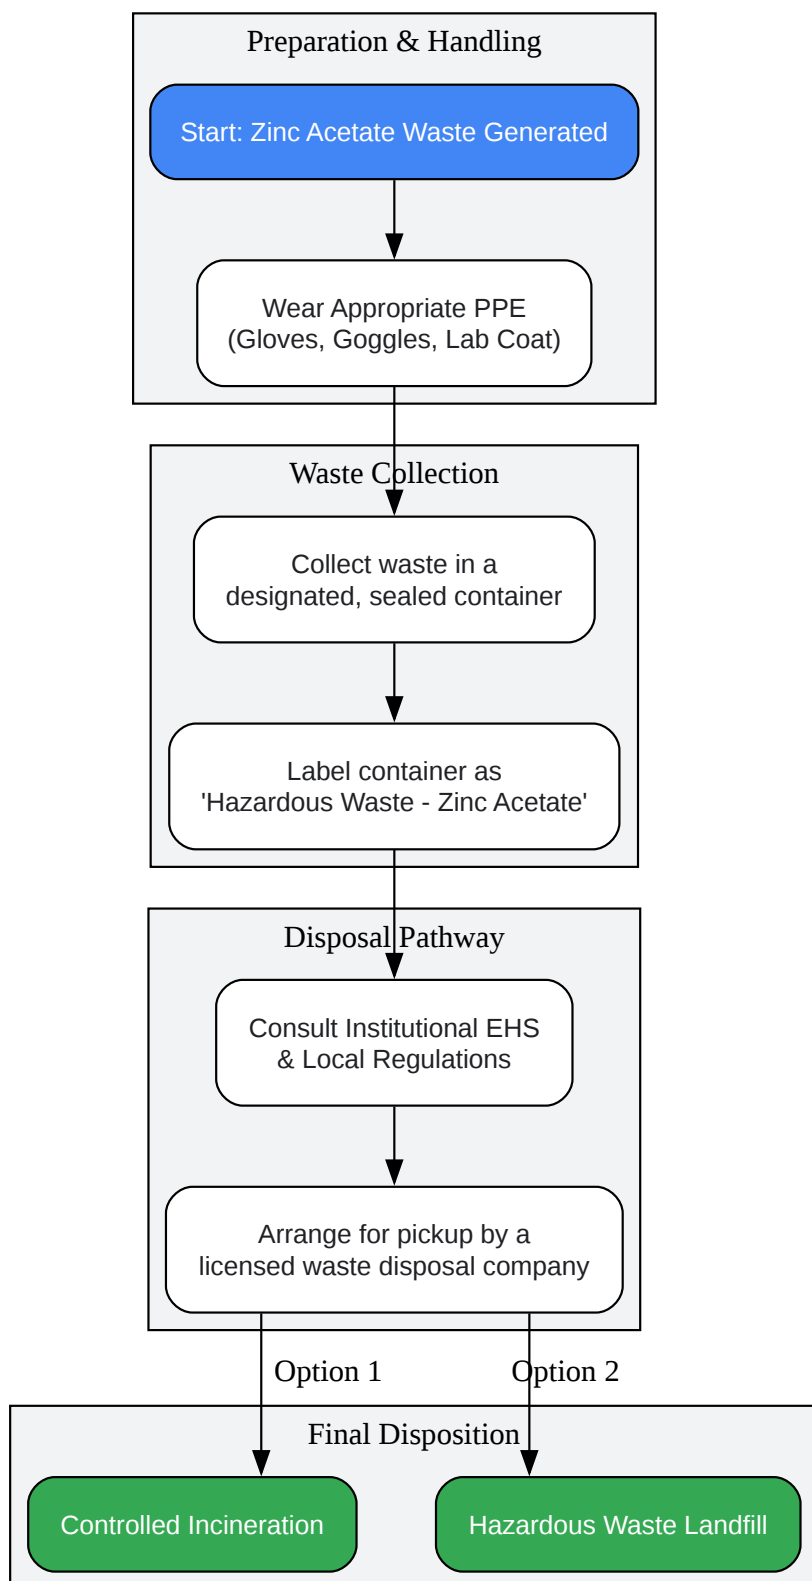 Preparation & Handling
Start: Zinc Acetate Waste Generated
Wear Appropriate PPE
(Gloves, Goggles, Lab Coat)
Waste Collection
Collect waste in a
designated, sealed container
Label container as
'Hazardous Waste - Zinc Acetate'
Disposal Pathway
Consult Institutional EHS
& Local Regulations
Arrange for pickup by a
licensed waste disposal company
Option 1
Option 2
Final Disposition
Controlled Incineration
Hazardous Waste Landfill